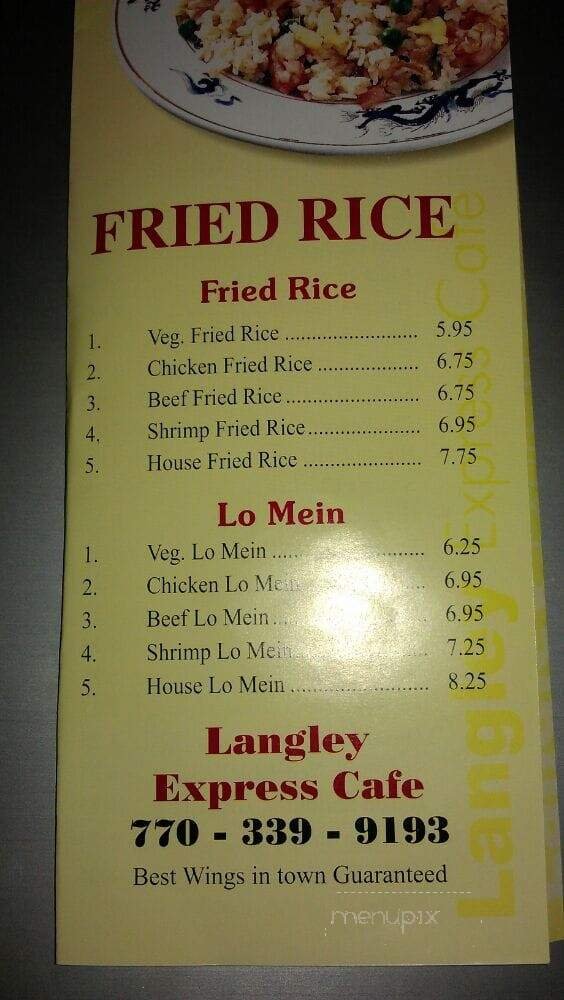 FRIED RICE
Fried Rice
1. Veg. Fried Rice ........................ 5.95
2. Chicken Fried Rice ................... 6.75
3. Beef Fried Rice ......................... 6.75
4, Shrimp Fried Rice.................... 6.95
5. House Fried Rice ..................... 7.75
Lo Mein
1. Veg. Lo Mein ............................ 6.25
2. Chicken Lo Mein ...................... 6.95
3. Beef Lo Mein............................. 6.95
4. Shrimp Lo Mein........................ 7.25
5. House Lo Mein ......................... 8.25
Langley
Express Cafe
770 - 339 - 9193
Best Wings in town Guaranteed
menupix
Langley Express Cafe